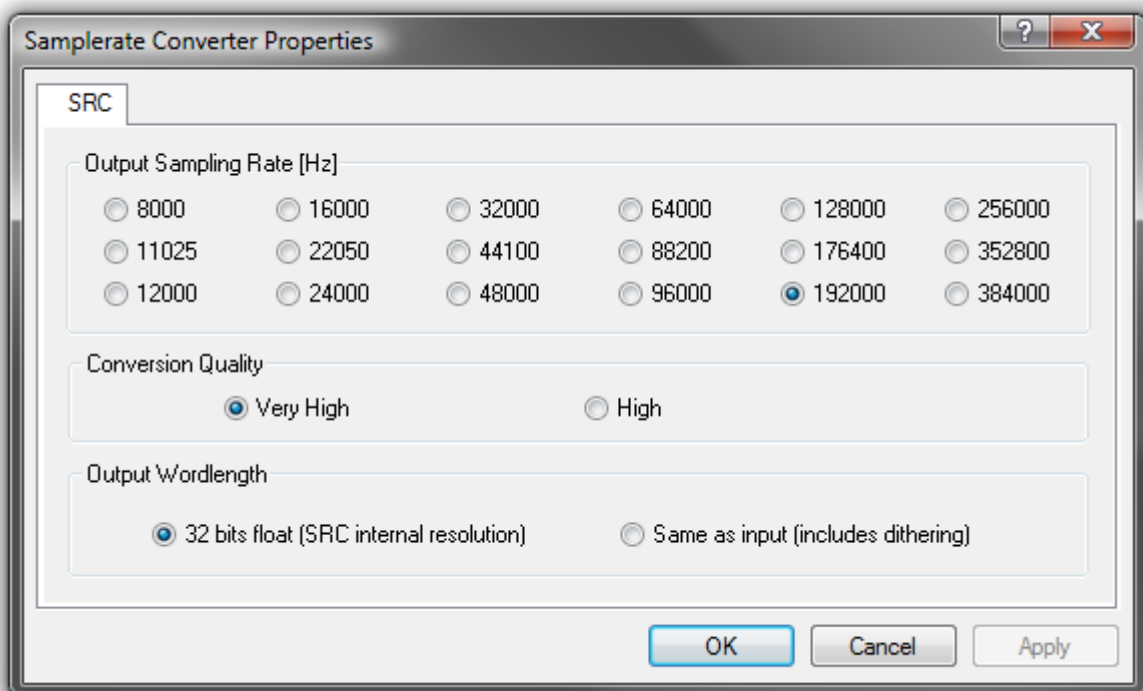 Samplerate Converter Properties
?
SRC
Output Sampling Rate [Hz]
8000 16000 32000 64000 128000 256000
11025 22050 44100 88200 176400 352800
12000 24000 48000 96000 192000 384000
Conversion Quality
Very High High
Output Wordlength
32 bits float (SRC internal resolution) Same as input (includes dithering)
OK Cancel Apply